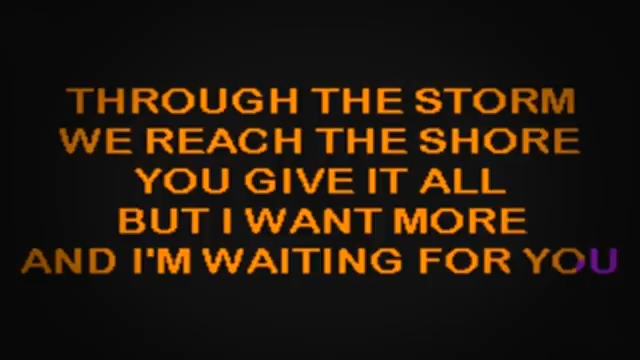 THROUGH THE STORM
WE REACH THE SHORE
YOU GIVE IT ALL
BUT I WANT MORE
AND I'M WAITING FOR YOU